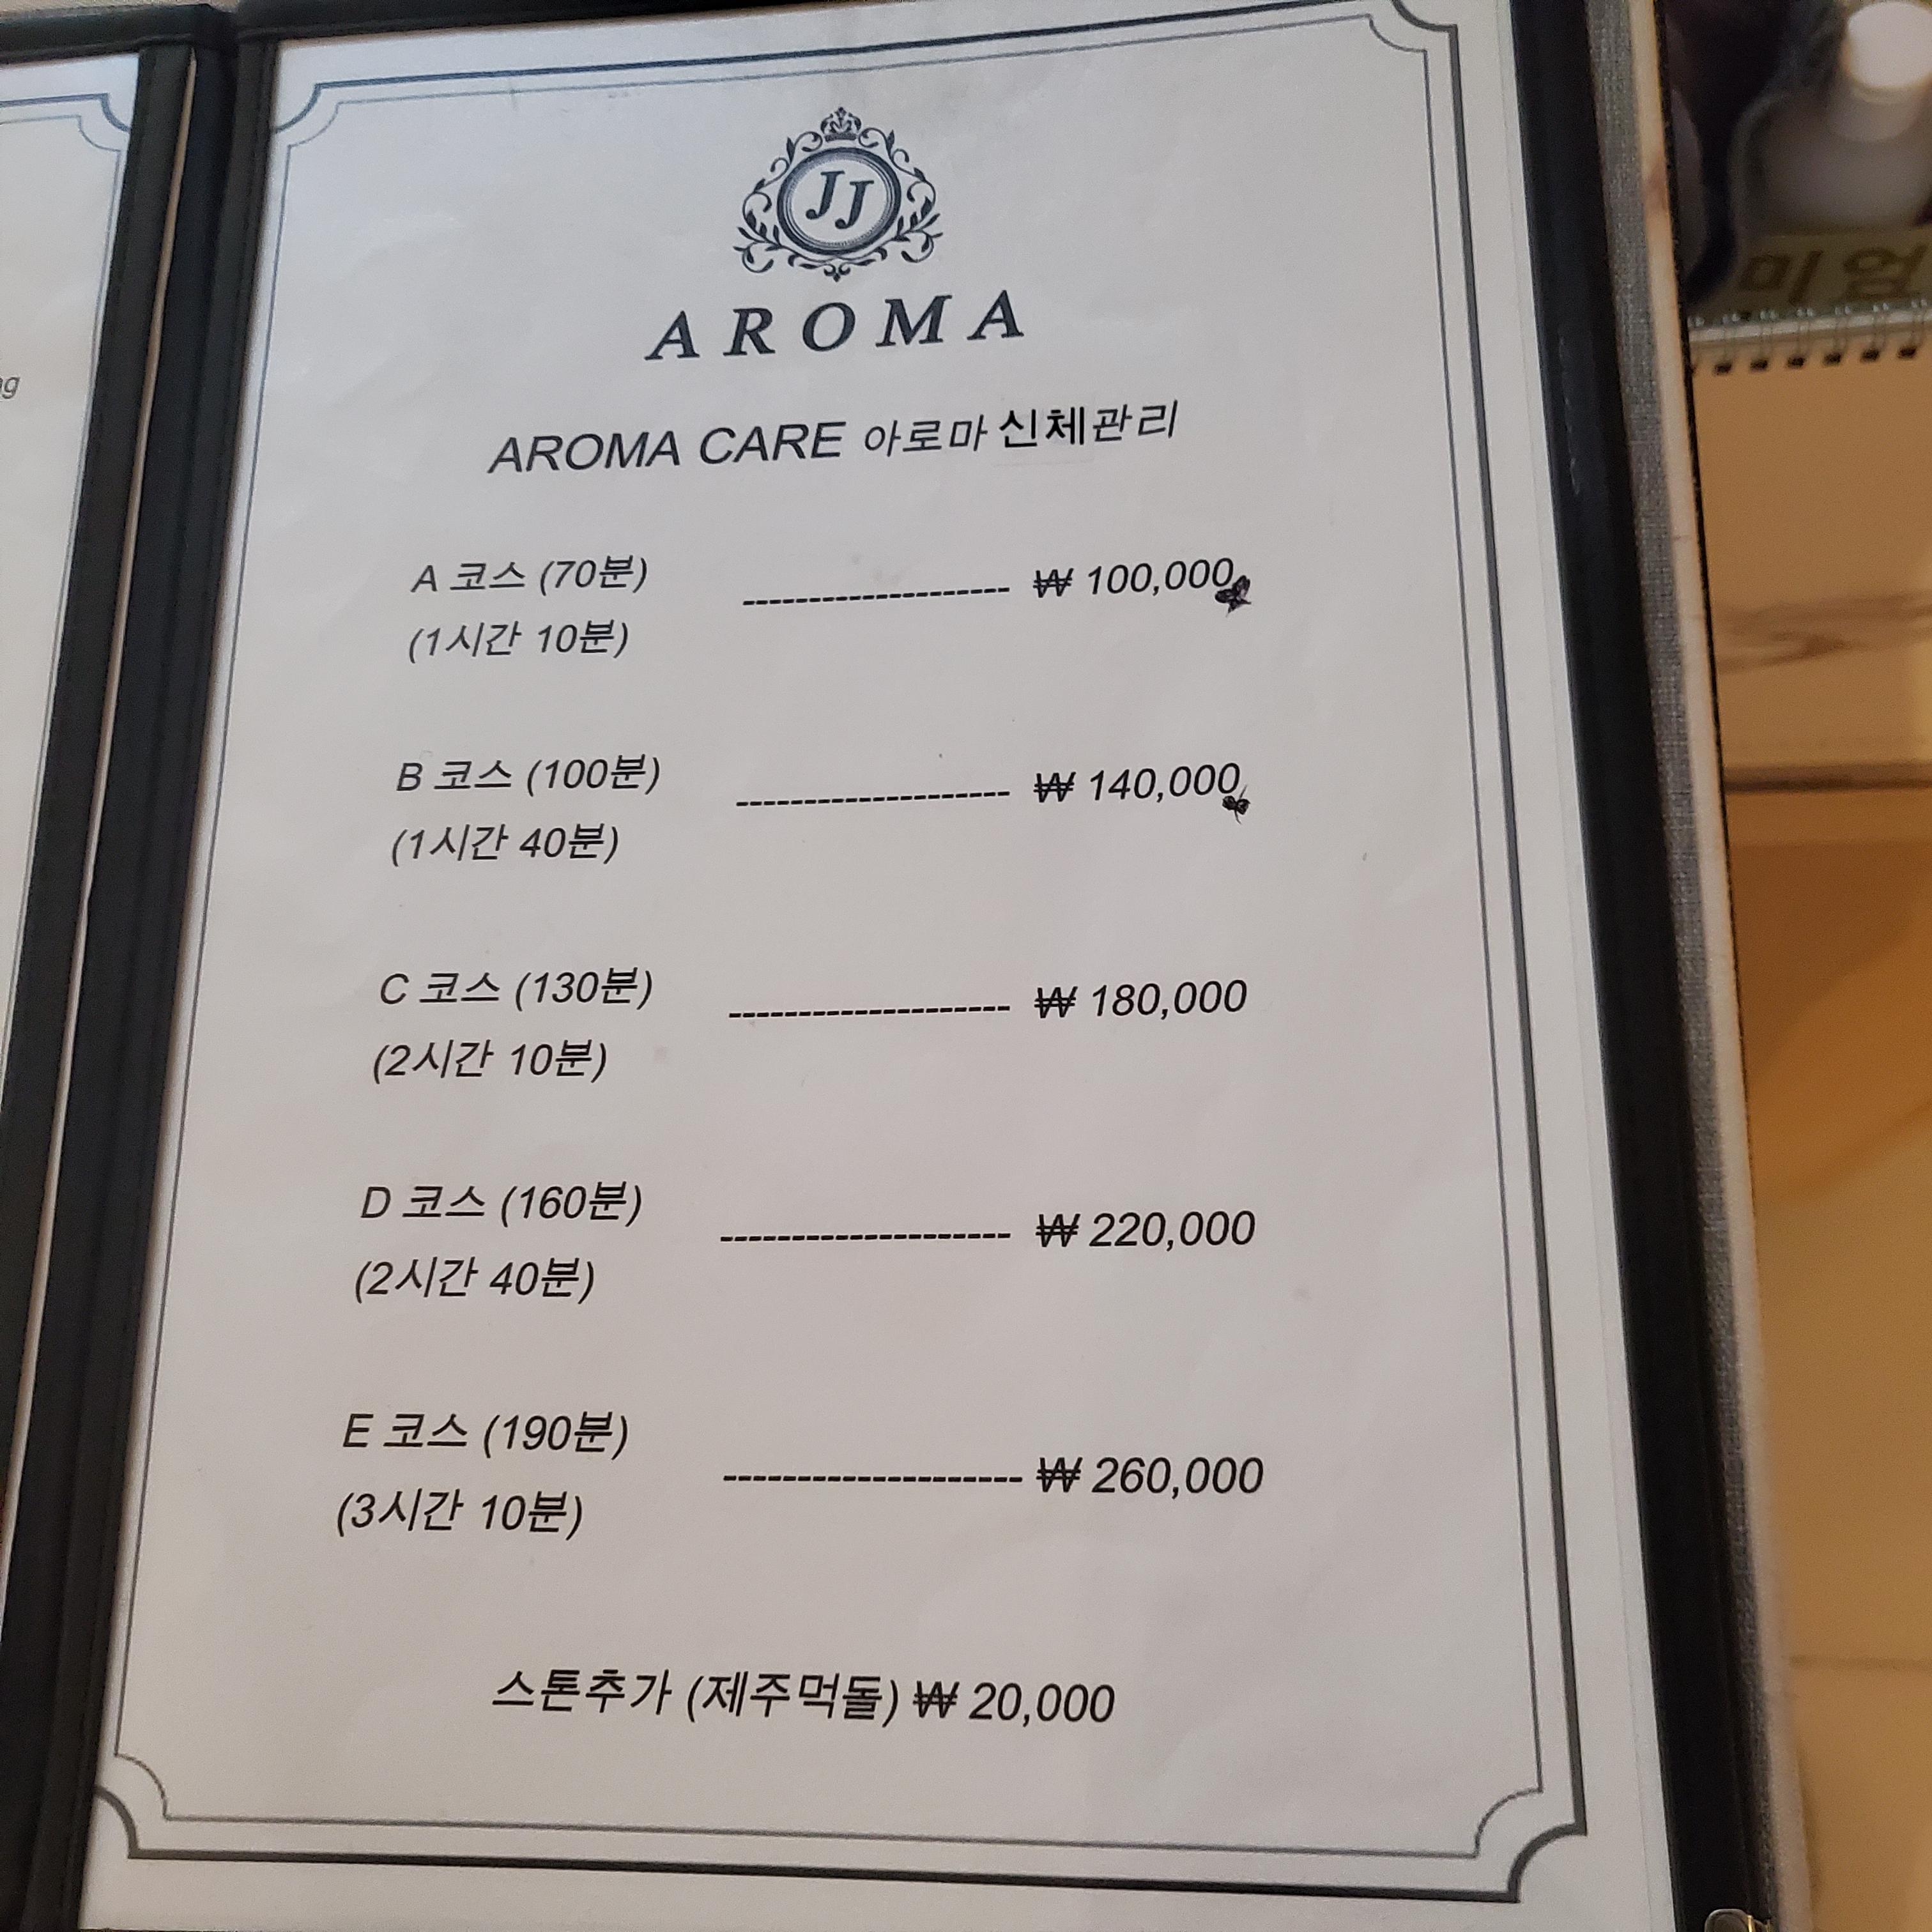 JJ
AROMA
AROMA CARE 아로마 신체관리
A 코스 (70분) -------------------- ₩ 100,000
(1시간 10분)
B 코스 (100분) -------------------- ₩ 140,000
(1시간 40분)
C 코스 (130분) -------------------- ₩ 180,000
(2시간 10분)
D 코스 (160분) -------------------- ₩ 220,000
(2시간 40분)
E 코스 (190분) -------------------- ₩ 260,000
(3시간 10분)
스톤추가 (제주먹돌) ₩ 20,000
미엄